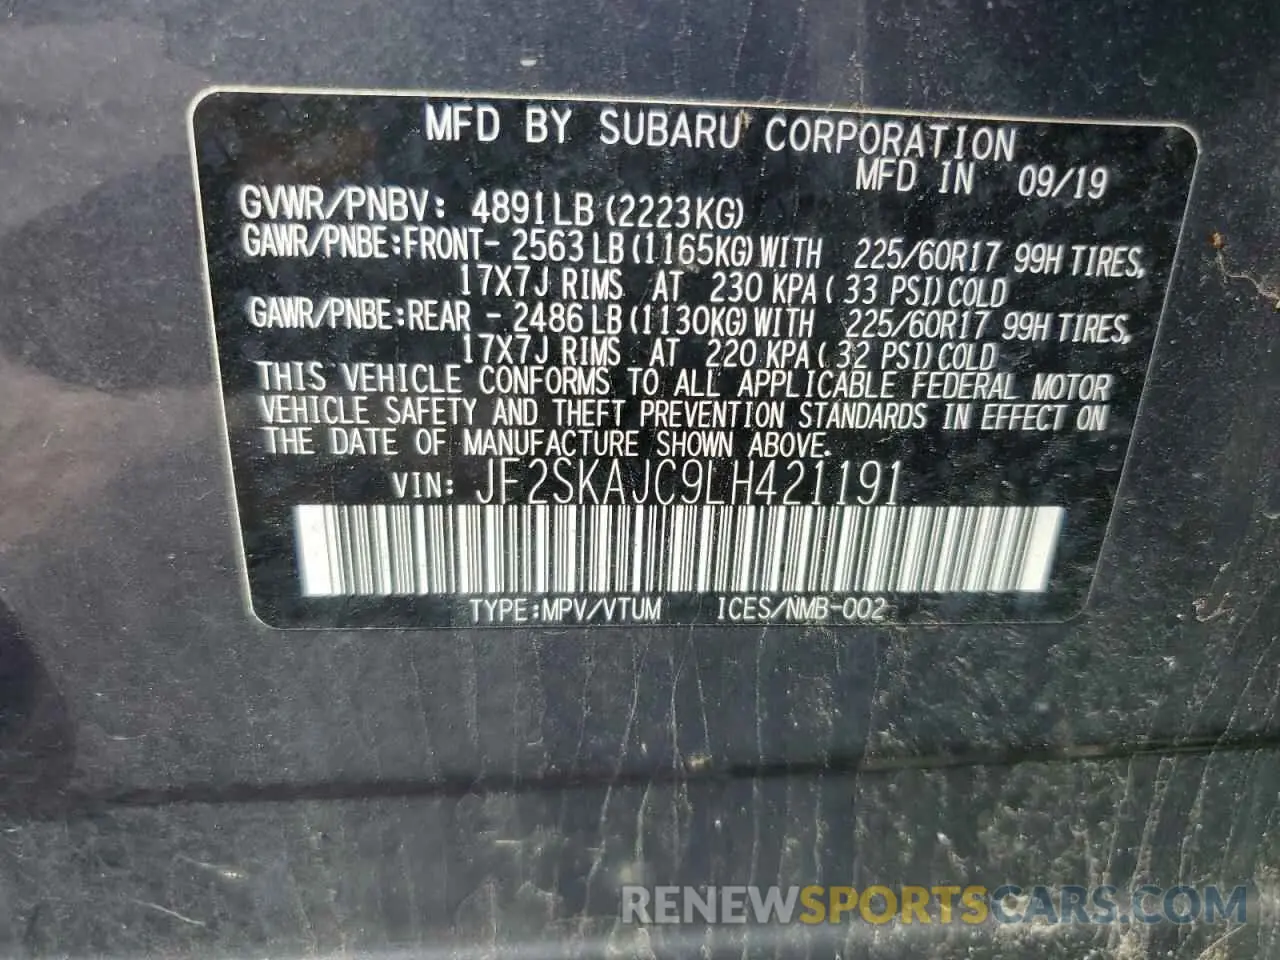 MFD BY SUBARU CORPORATION
MFD IN 09/19
GVWR/PNBV: 4891LB(2223KG)
GAWR/PNBE:FRONT- 2563LB(1165KG)WITH 225/60R17 99H TIRES,
17X7J RIMS AT 230 KPA( 33 PSI)COLD
GAWR/PNBE:REAR - 2486LB(1130KG)WITH 225/60R17 99H TIRES,
17X7J RIMS AT 220 KPA( 32 PSI)COLD
THIS VEHICLE CONFORMS TO ALL APPLICABLE FEDERAL MOTOR
VEHICLE SAFETY AND THEFT PREVENTION STANDARDS IN EFFECT ON
THE DATE OF MANUFACTURE SHOWN ABOVE.
VIN: JF2SKAJC9LH421191
TYPE:MPV/VTUM ICES/NMB-002
RENEWSPORTSCARS.COM